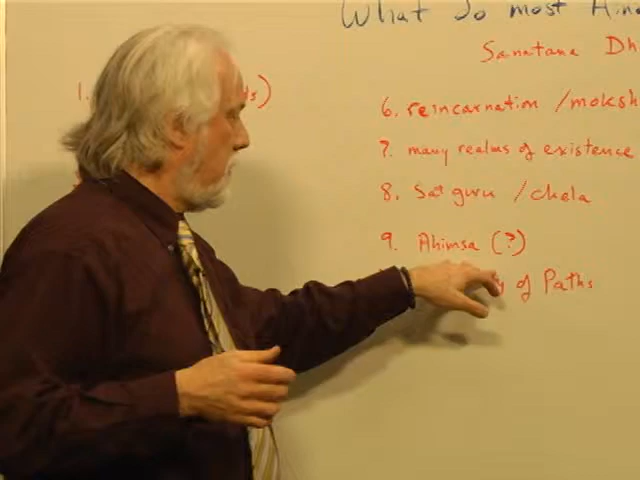 What do most Hin
Sanatana Dh
1.
s)
6. reincarnation / moksh
7. many realms of existence
8. Sat guru / chela
9. Ahimsa (?)
y of Paths